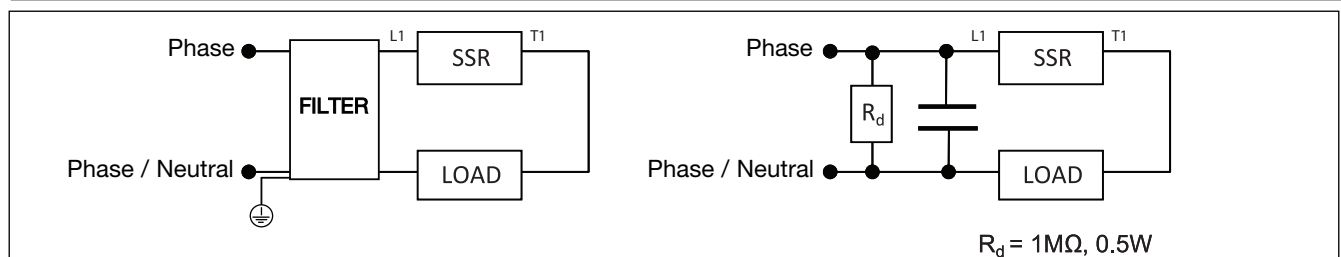 Phase
L1
SSR
T1
FILTER
Phase / Neutral
LOAD
Phase
L1
SSR
T1
Rd
Phase / Neutral
LOAD
Rd = 1MΩ, 0.5W